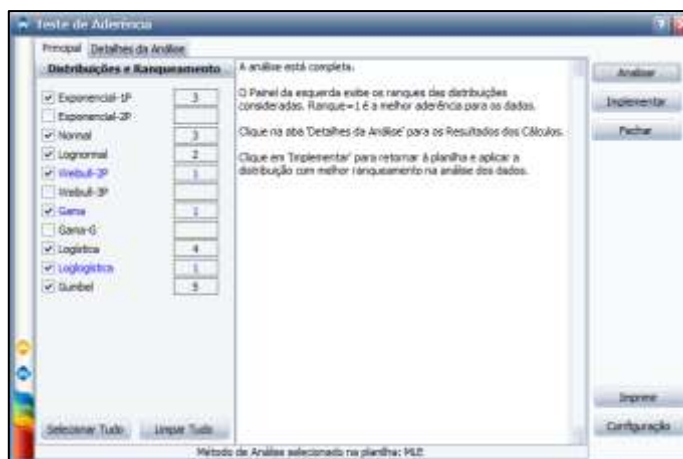 Teste de Aderência
Principal
Detalhes da Análise
Distribuições e Ranqueamento
Exponencial-1P 3
Exponencial-2P
Normal 3
Lognormal 2
Weibull-2P 1
Weibull-3P
Gama 1
Gama-G
Logística 4
Loglogística 1
Gumbel 5
Selecionar Tudo
Limpar Tudo
A análise está completa.
O Painel da esquerda exibe os ranques das distribuições
consideradas. Ranque=1 é a melhor aderência para os dados.
Clique na aba 'Detalhes da Análise' para os Resultados dos Cálculos.
Clique em 'Implementar' para retornar à planilha e aplicar a
distribuição com melhor ranqueamento na análise dos dados.
Analisar
Implementar
Fechar
Imprimir
Configuração
Método de Análise selecionado na planilha: MLE